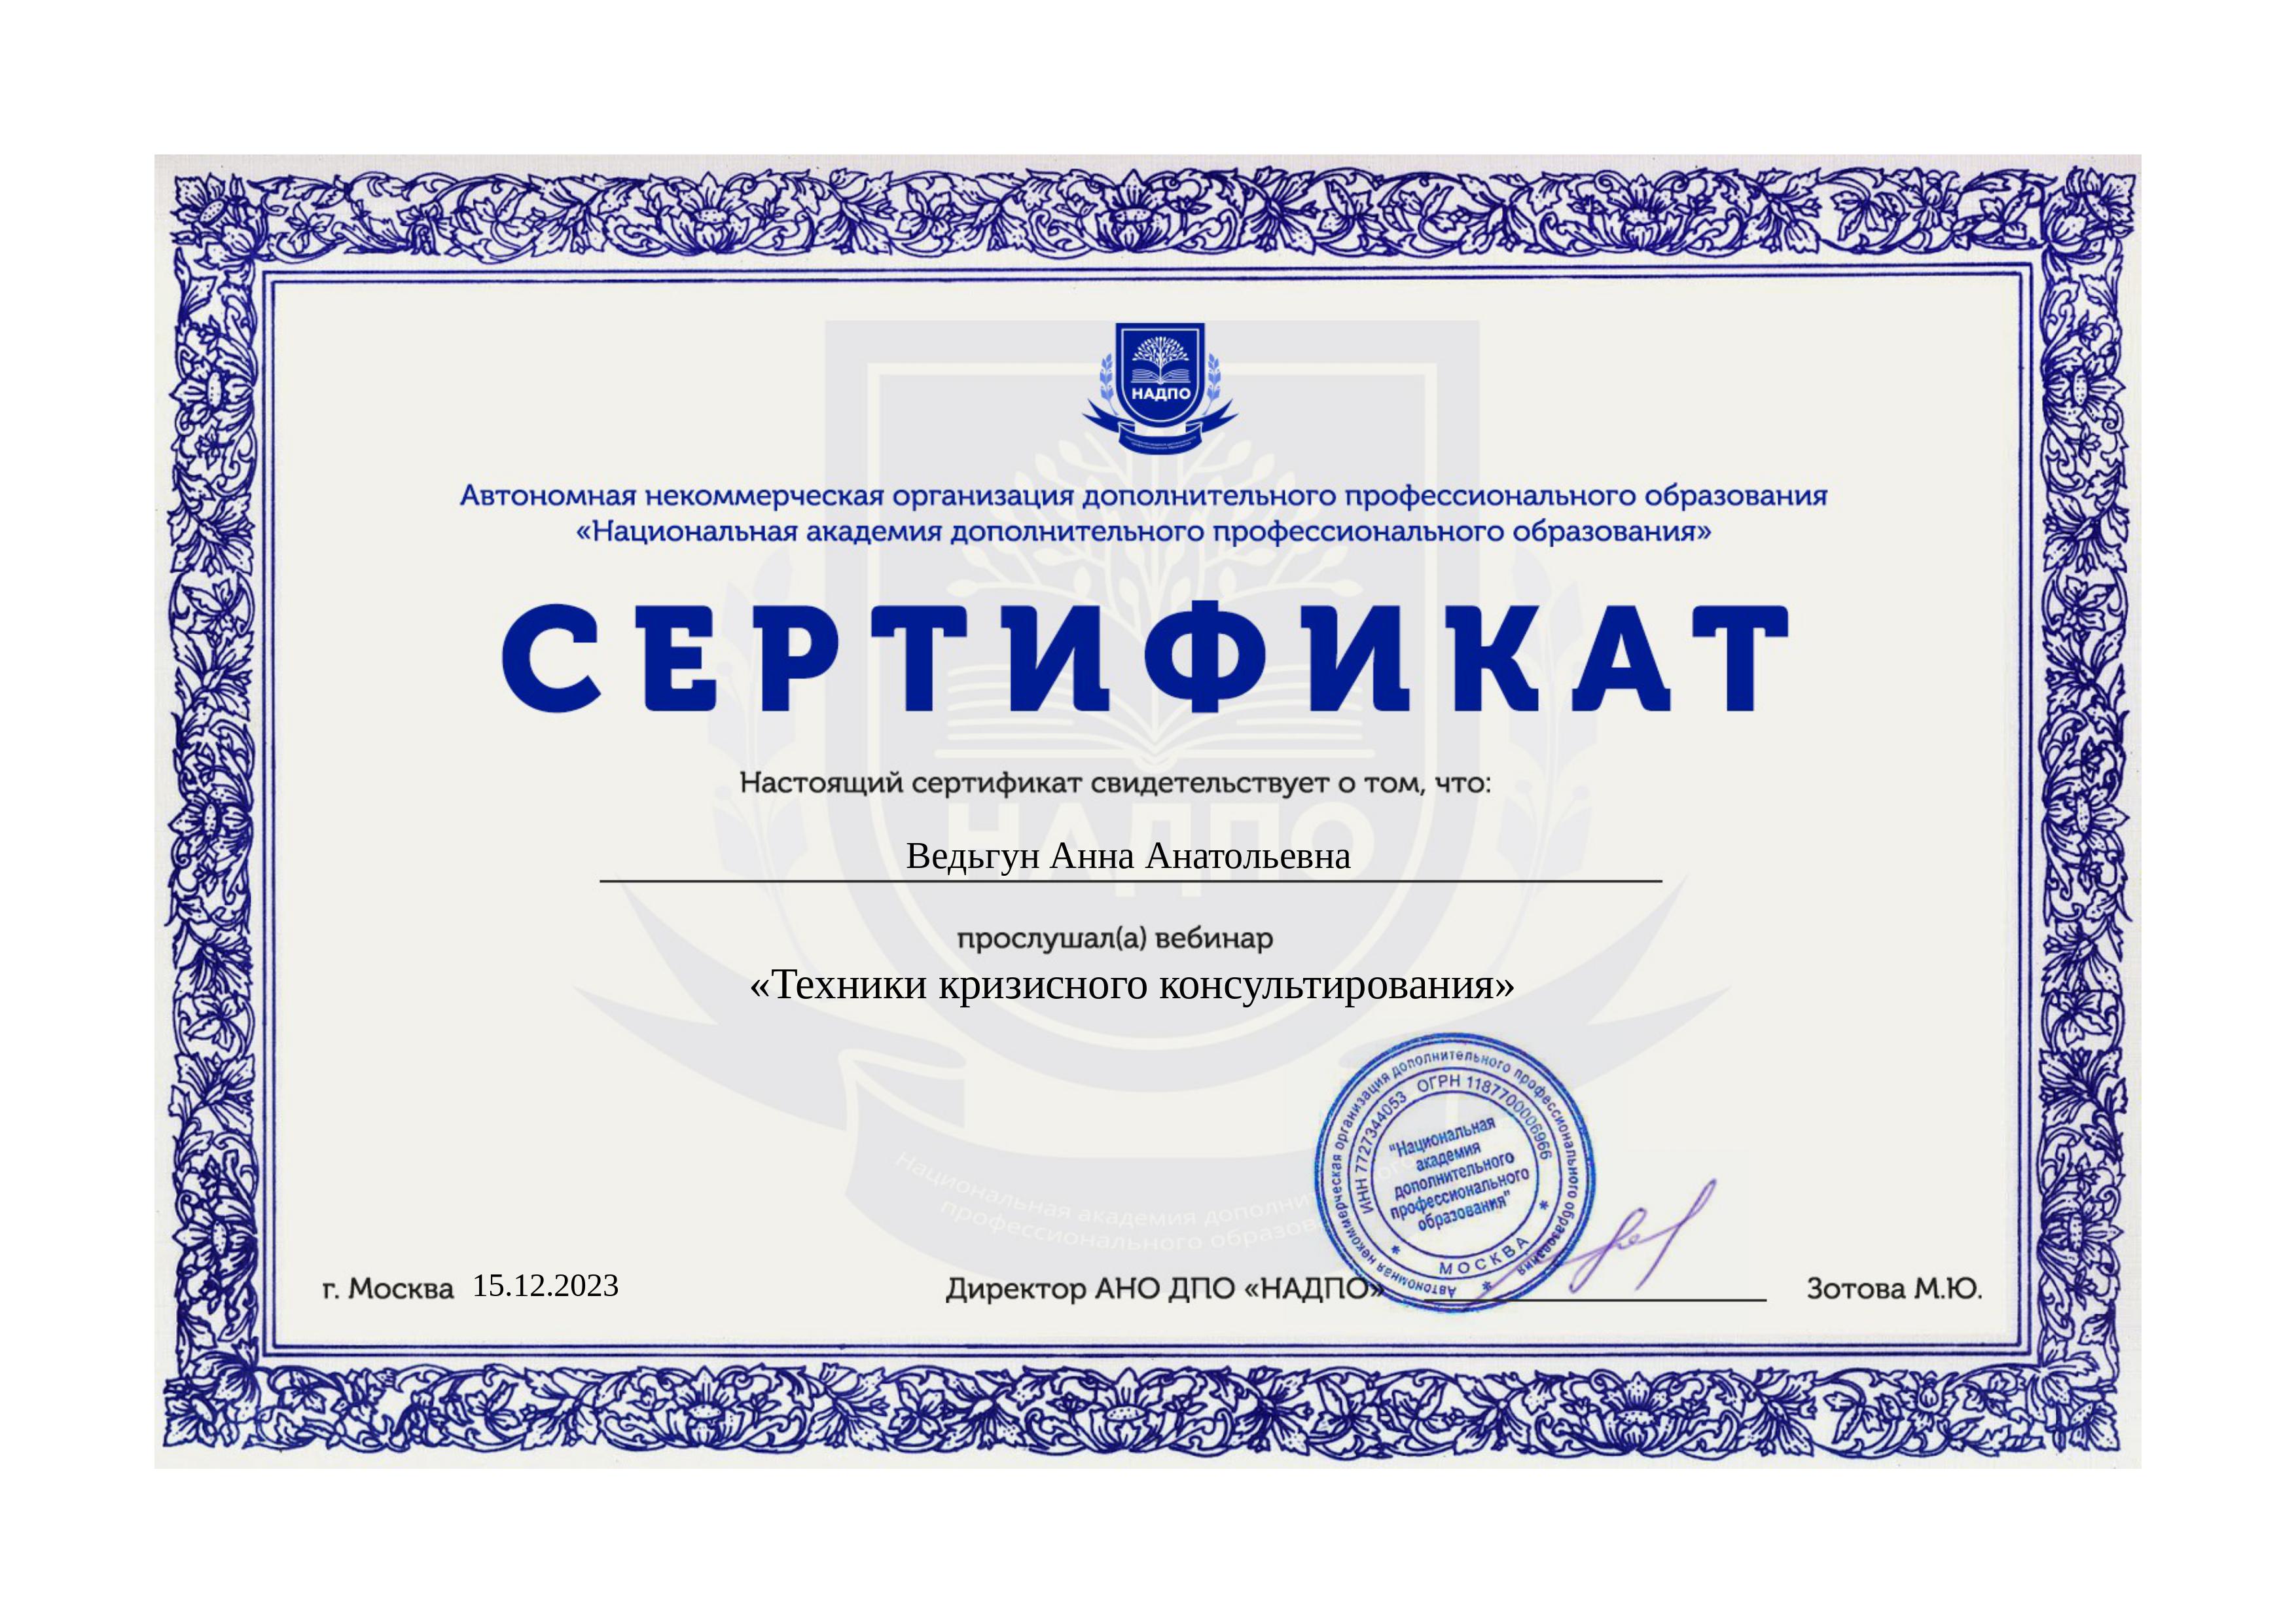 НАДПО
Автономная некоммерческая организация дополнительного профессионального образования
«Национальная академия дополнительного профессионального образования»
СЕРТИФИКАТ
Настоящий сертификат свидетельствует о том, что:
НАДПО
Ведьгун Анна Анатольевна
прослушал(а) вебинар
«Техники кризисного консультирования»
Автономная некоммерческая организация дополнительного профессионального образования
ИНН 7727344053 ОГРН 1187700006966
"Национальная
академия
дополнительного
профессионального
образования"
МОСКВА
Национальная академия дополнительного
профессионального образования
г. Москва 15.12.2023
Директор АНО ДПО «НАДПО»
Зотова М.Ю.